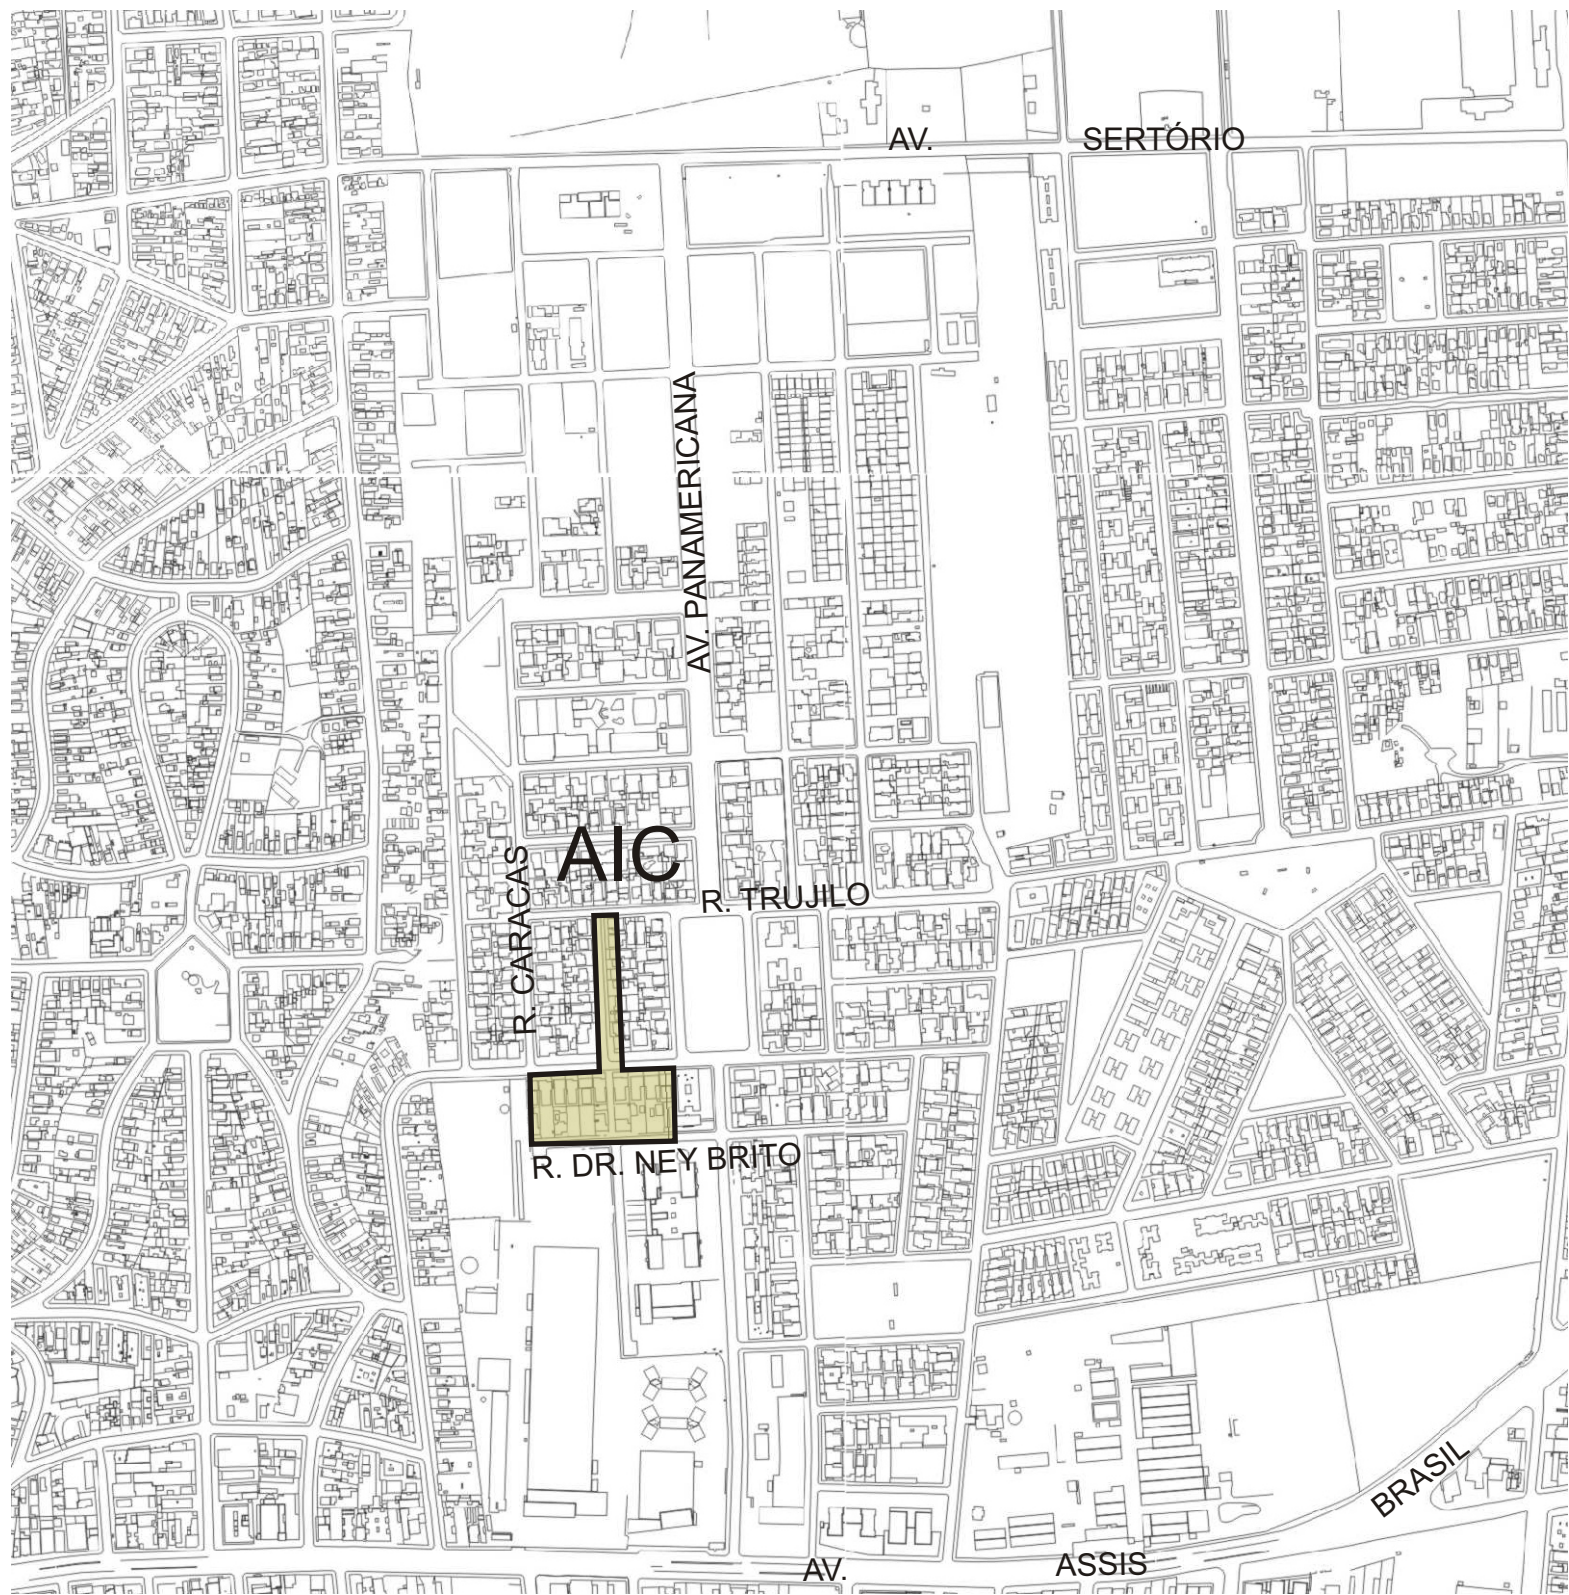 AV. SERTÓRIO
AV. PANAMERICANA
AIC
R. CARACAS
R. TRUJILO
R. DR. NEY BRITO
BRASIL
AV. ASSIS